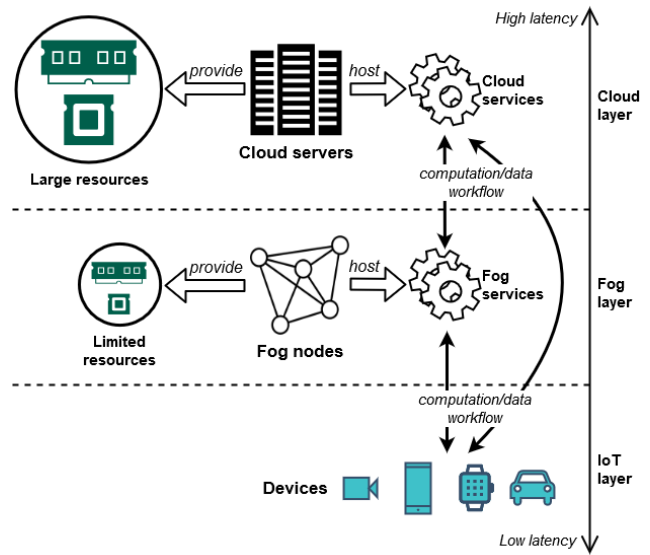 High latency
provide
host
Cloud
services
Cloud
layer
Cloud servers
Large resources
computation/data
workflow
provide
host
Fog
services
Fog
layer
Limited
resources
Fog nodes
computation/data
workflow
Devices
IoT
layer
Low latency